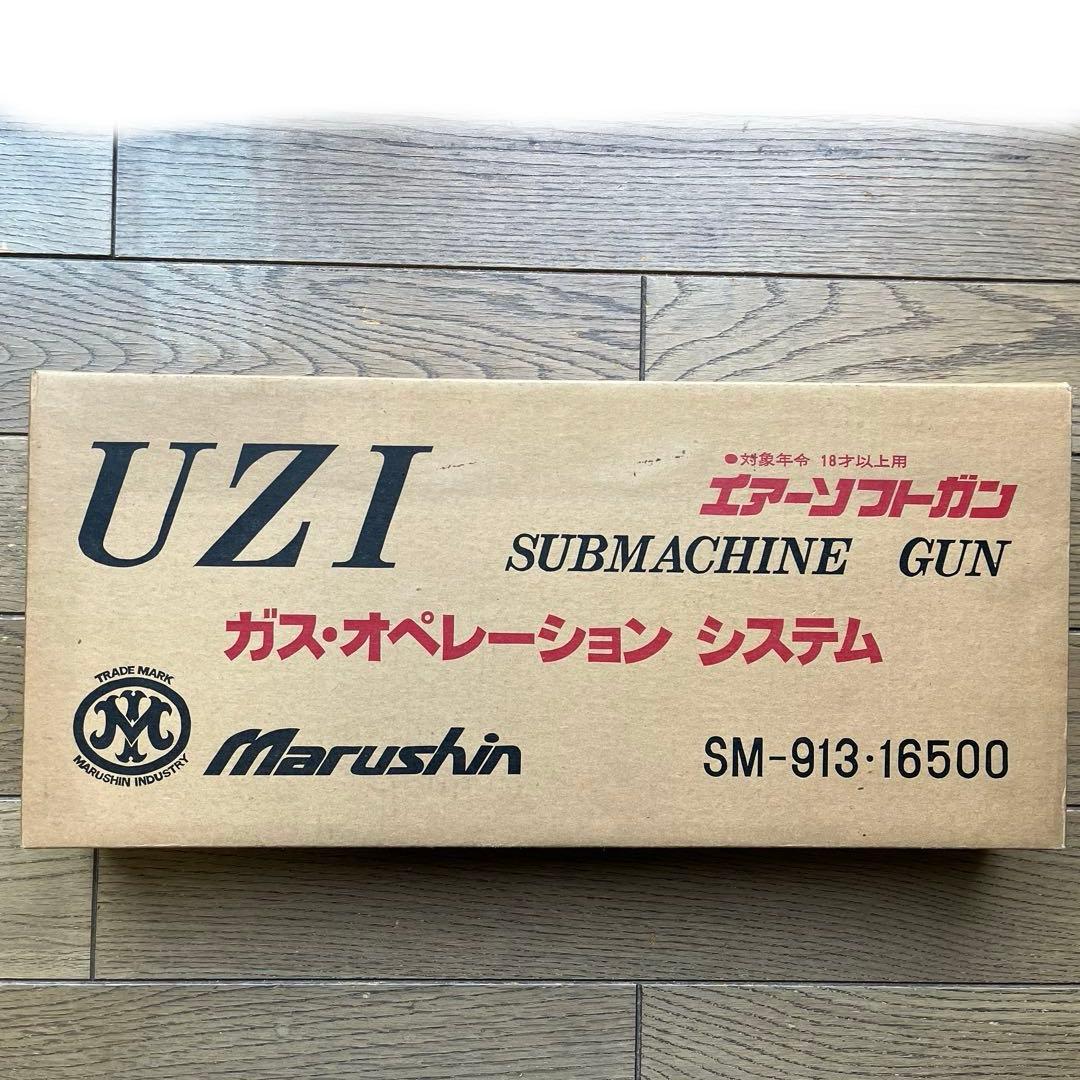 UZI
●対象年令 18才以上用
エアーソフトガン
SUBMACHINE GUN
ガス・オペレーション システム
TRADE MARK
M
MARUSHIN INDUSTRY
Marushin
SM-913・16500